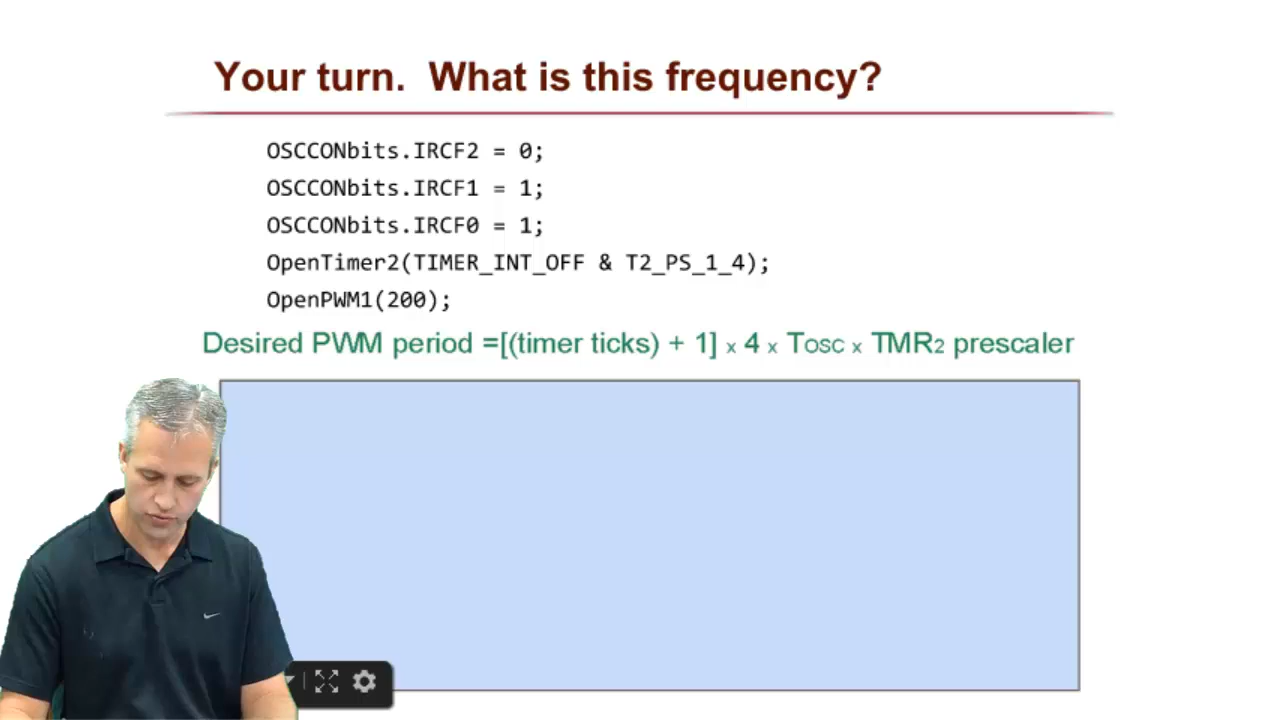 Your turn. What is this frequency?
OSCCONbits.IRCF2 = 0;
OSCCONbits.IRCF1 = 1;
OSCCONbits.IRCF0 = 1;
OpenTimer2(TIMER_INT_OFF & T2_PS_1_4);
OpenPWM1(200);
Desired PWM period =[(timer ticks) + 1] x 4 x TOSC x TMR2 prescaler